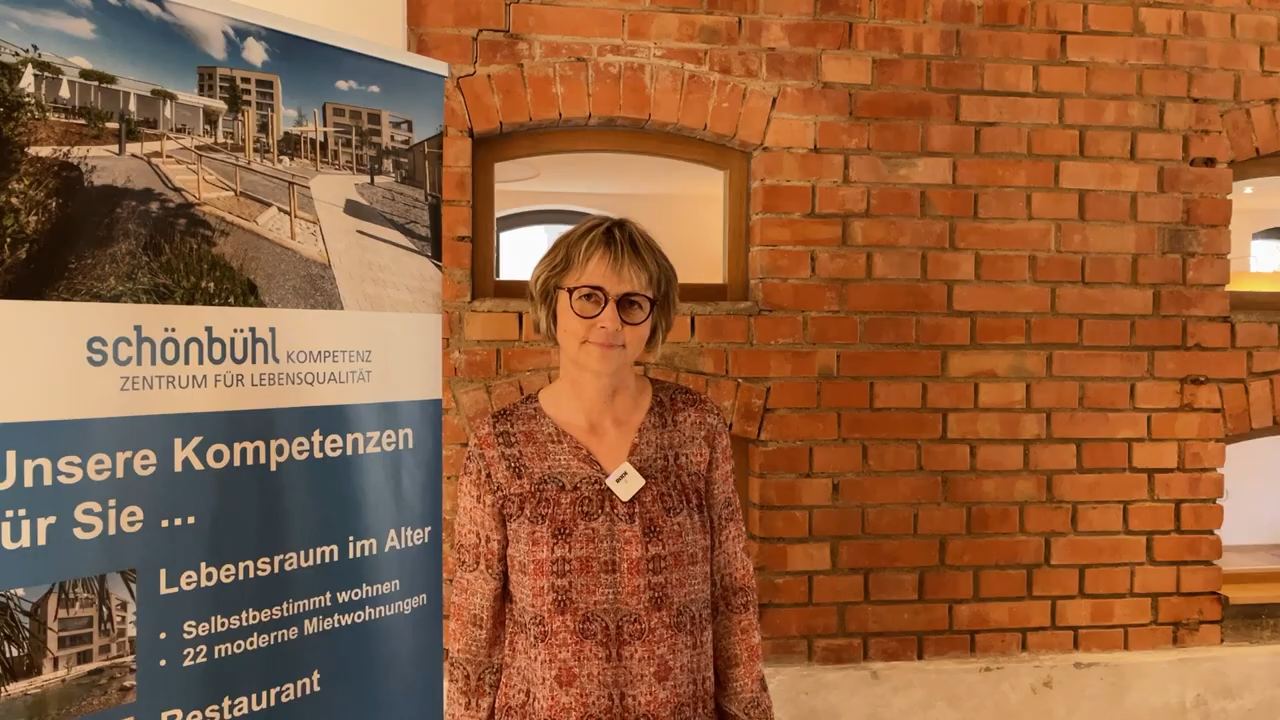 schönbühl KOMPETENZ
ZENTRUM FÜR LEBENSQUALITÄT
Unsere Kompetenzen
für Sie ...
Lebensraum im Alter
• Selbstbestimmt wohnen
• 22 moderne Mietwohnungen
Restaurant